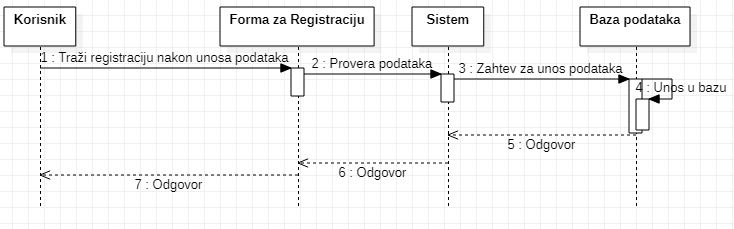 Korisnik
Forma za Registraciju
Sistem
Baza podataka
1 : Traži registraciju nakon unosa podataka
2 : Provera podataka
3 : Zahtev za unos podataka
4 : Unos u bazu
5 : Odgovor
6 : Odgovor
7 : Odgovor